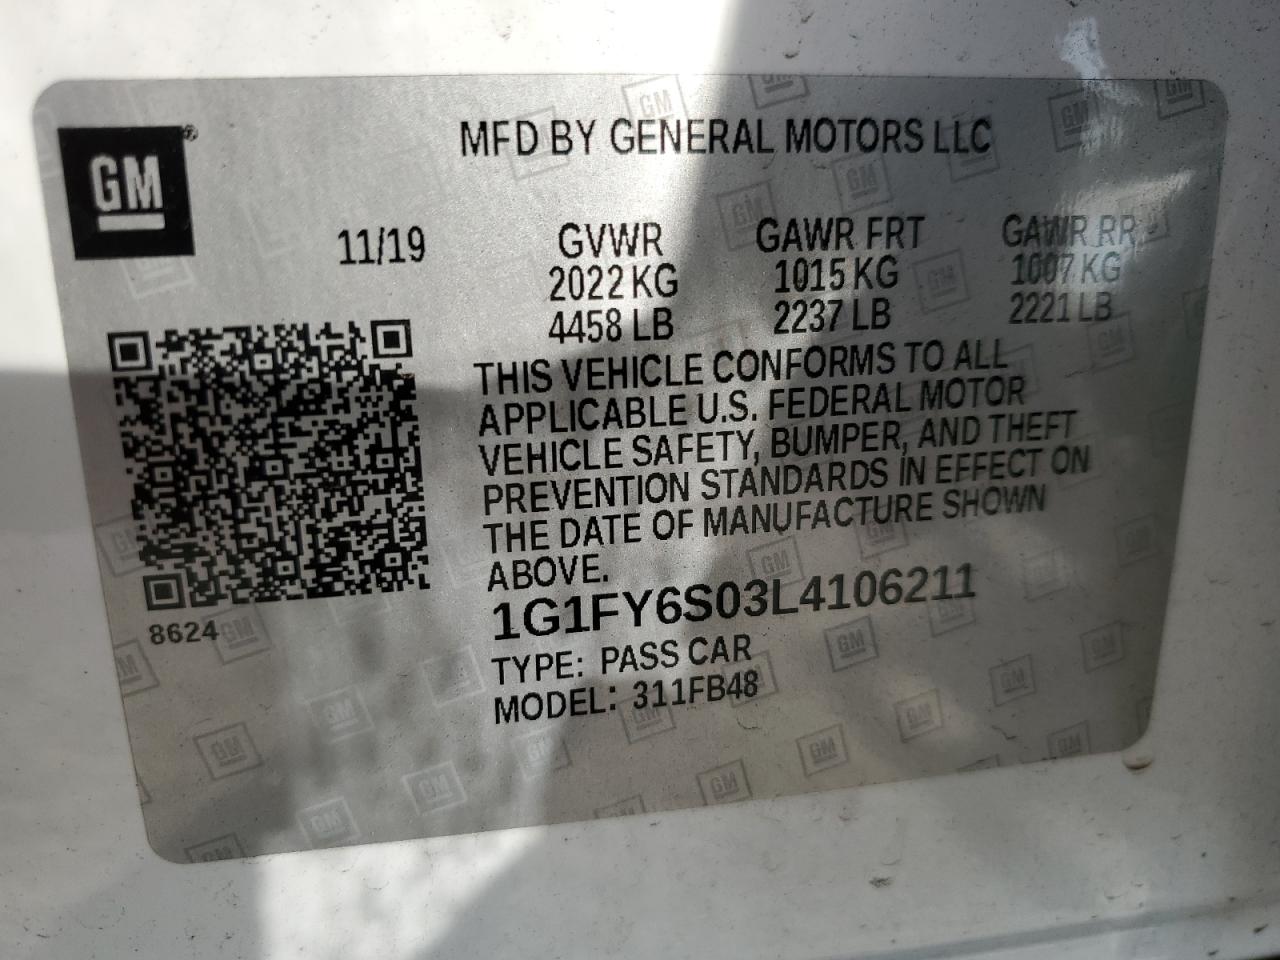 GM®
MFD BY GENERAL MOTORS LLC
11/19
GVWR
2022 KG
4458 LB
GAWR FRT
1015 KG
2237 LB
GAWR RR
1007 KG
2221 LB
THIS VEHICLE CONFORMS TO ALL
APPLICABLE U.S. FEDERAL MOTOR
VEHICLE SAFETY, BUMPER, AND THEFT
PREVENTION STANDARDS IN EFFECT ON
THE DATE OF MANUFACTURE SHOWN
ABOVE.
1G1FY6S03L4106211
TYPE: PASS CAR
MODEL: 311FB48
8624